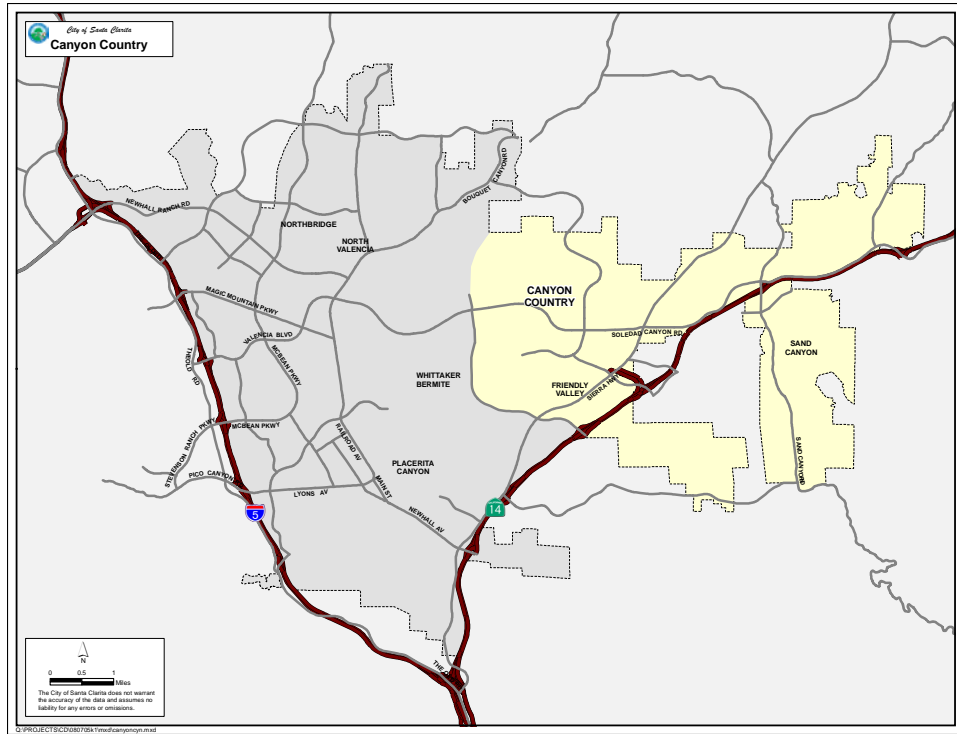 City of Santa Clarita
Canyon Country
NEWHALL RANCH RD
BOUQUET CANYONRD
NORTHBRIDGE
NORTH
VALENCIA
MAGIC MOUNTAIN PKWY
VALENCIA BLVD
MCBEAN PKWY
THEOLD RD
CANYON
COUNTRY
SOLEDAD CANYON RD
SAND
CANYON
WHITTAKER
BERMITE
FRIENDLY
VALLEY
SIERRA HWY
STEVENSON RANCH PKWY
MCBEAN PKWY
RAILROAD AV
PLACERITA
CANYON
PICO CANYON
LYONS AV
MAIN ST
NEWHALL AV
SAND CANYON
14
5
THE
N
0 0.5 1
Miles
The City of Santa Clarita does not warrant
the accuracy of the data and assumes no
liability for any errors or omissions.
Q:\PROJECTS\CD\080705k1\mxd\canyoncyn.mxd